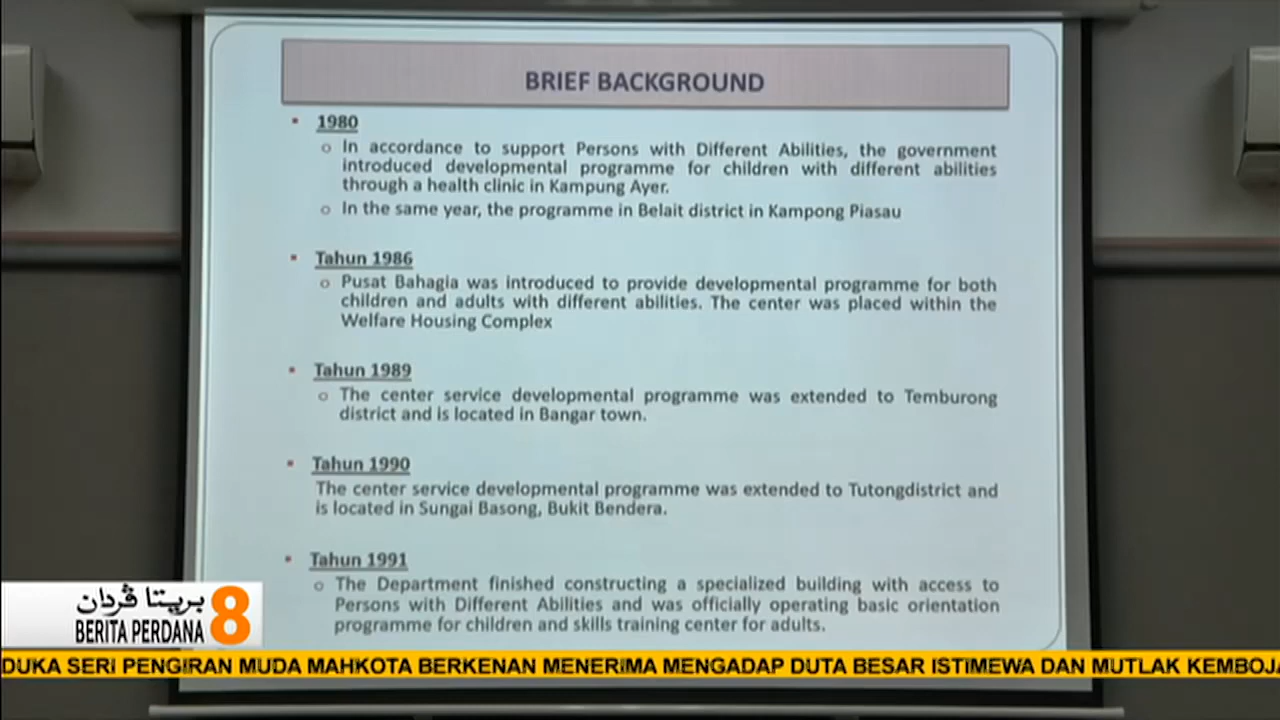 BRIEF BACKGROUND
▪ 1980
o In accordance to support Persons with Different Abilities, the government
introduced developmental programme for children with different abilities
through a health clinic in Kampung Ayer.
o In the same year, the programme in Belait district in Kampong Piasau
▪ Tahun 1986
o Pusat Bahagia was introduced to provide developmental programme for both
children and adults with different abilities. The center was placed within the
Welfare Housing Complex
▪ Tahun 1989
o The center service developmental programme was extended to Temburong
district and is located in Bangar town.
▪ Tahun 1990
The center service developmental programme was extended to Tutongdistrict and
is located in Sungai Basong, Bukit Bendera.
▪ Tahun 1991
o The Department finished constructing a specialized building with access to
Persons with Different Abilities and was officially operating basic orientation
programme for children and skills training center for adults.
بريتا ڤردان
BERITA PERDANA 8
DUKA SERI PENGIRAN MUDA MAHKOTA BERKENAN MENERIMA MENGADAP DUTA BESAR ISTIMEWA DAN MUTLAK KEMBOJA